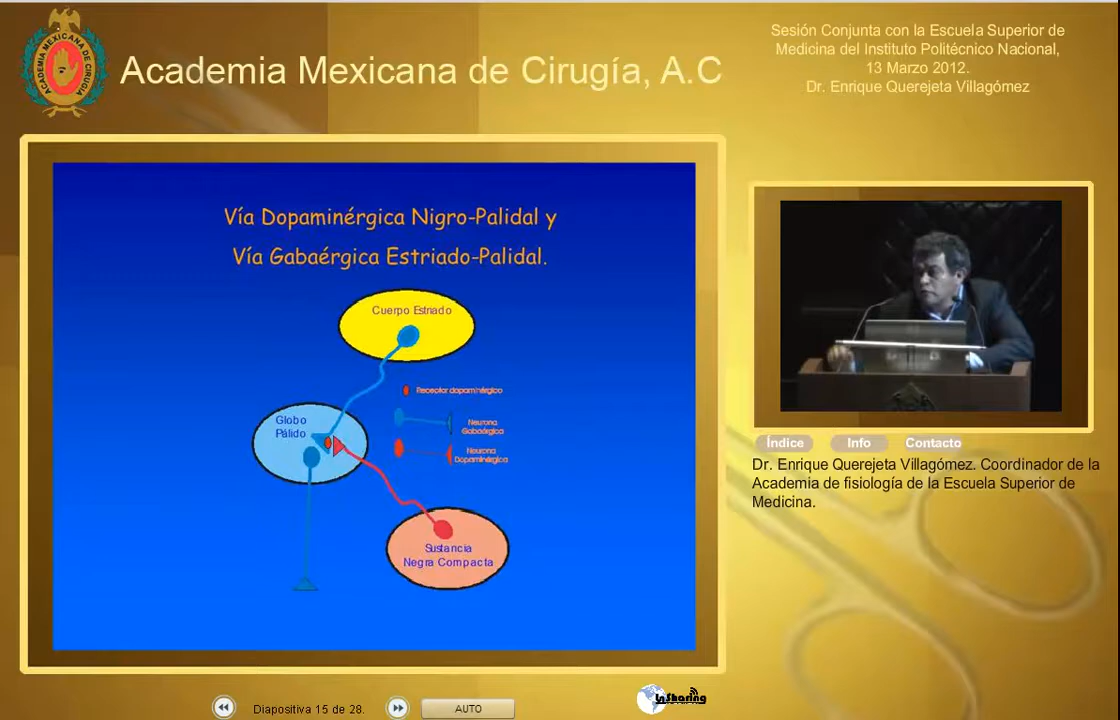 ACADEMIA MEXICANA DE CIRUGÍA
Academia Mexicana de Cirugía, A.C
Sesión Conjunta con la Escuela Superior de
Medicina del Instituto Politécnico Nacional,
13 Marzo 2012.
Dr. Enrique Querejeta Villagómez
Vía Dopaminérgica Nigro-Palidal y
Vía Gabaérgica Estriado-Palidal.
Cuerpo Estriado
Receptor dopaminérgico
Globo
Pálido
Neurona
Gabaérgica
Neurona
Dopaminérgica
Sustancia
Negra Compacta
Índice Info Contacto
Dr. Enrique Querejeta Villagómez. Coordinador de la
Academia de fisiología de la Escuela Superior de
Medicina.
Diapositiva 15 de 28.
AUTO
InSharing